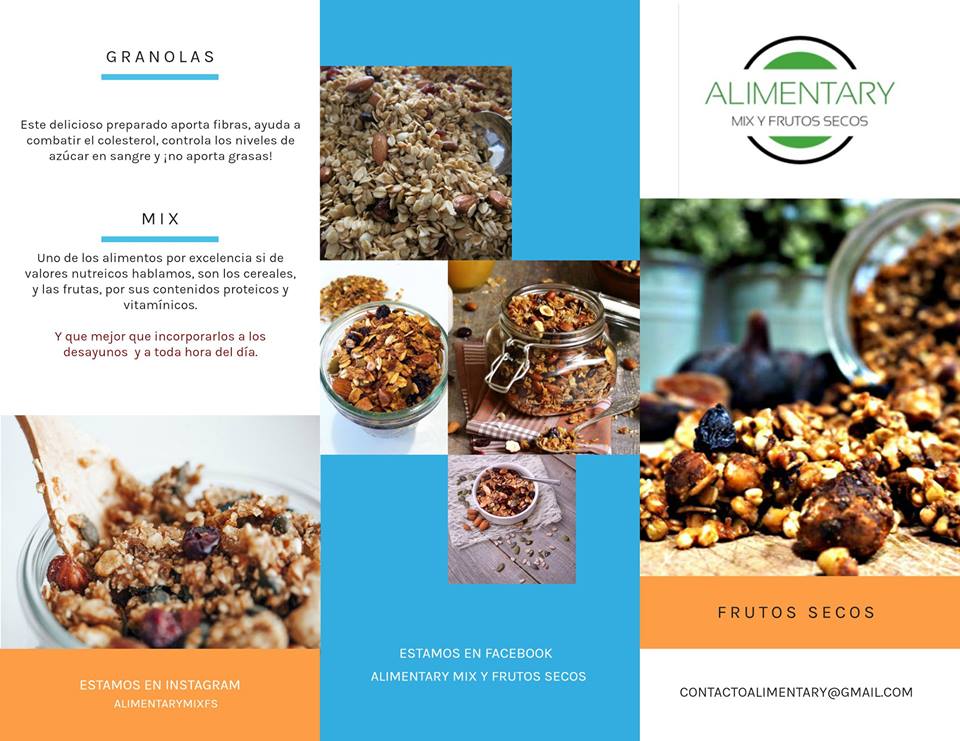 GRANOLAS
Este delicioso preparado aporta fibras, ayuda a
combatir el colesterol, controla los niveles de
azúcar en sangre y ¡no aporta grasas!
MIX
Uno de los alimentos por excelencia si de
valores nutreicos hablamos, son los cereales,
y las frutas, por sus contenidos proteicos y
vitamínicos.
Y que mejor que incorporarlos a los
desayunos y a toda hora del día.
ESTAMOS EN INSTAGRAM
ALIMENTARYMIXFS
ESTAMOS EN FACEBOOK
ALIMENTARY MIX Y FRUTOS SECOS
ALIMENTARY
MIX Y FRUTOS SECOS
FRUTOS SECOS
CONTACTOALIMENTARY@GMAIL.COM